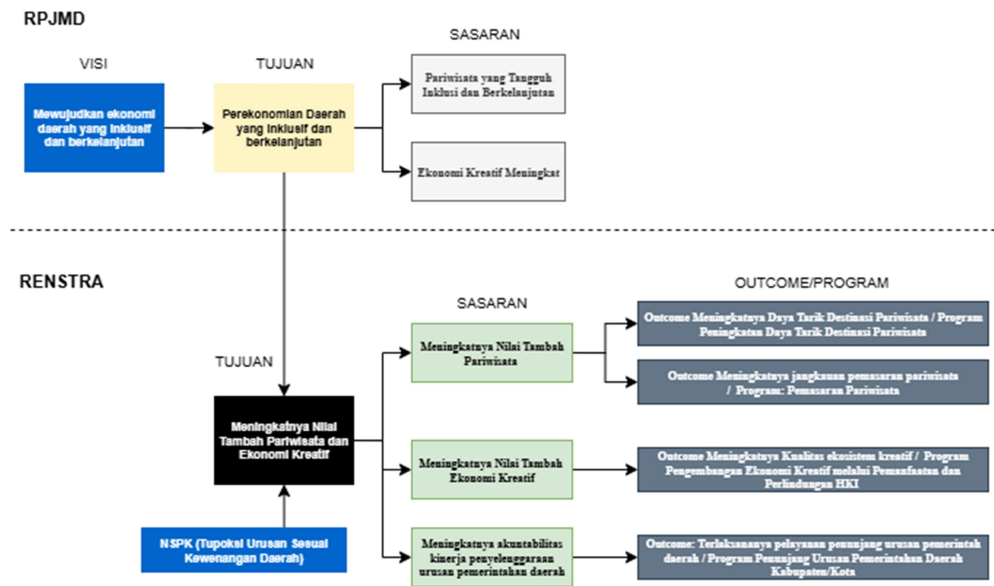 RPJMD
VISI
TUJUAN
SASARAN
Mewujudkan ekonomi
daerah yang inklusif
dan berkelanjutan
Perekonomian Daerah
yang inklusif dan
berkelanjutan
Pariwisata yang Tangguh
Inklusi dan Berkelanjutan
Ekonomi Kreatif Meningkat
RENSTRA
TUJUAN
SASARAN
OUTCOME/PROGRAM
Meningkatnya Nilai
Tambah Pariwisata dan
Ekonomi Kreatif
NSPK (Tupoksi Urusan Sesuai
Kewenangan Daerah)
Meningkatnya Nilai Tambah
Pariwisata
Outcome Meningkatnya Daya Tarik Destinasi Pariwisata / Program
Peningkatan Daya Tarik Destinasi Pariwisata
Outcome Meningkatnya jangkauan pemasaran pariwisata
/ Program: Pemasaran Pariwisata
Meningkatnya Nilai Tambah
Ekonomi Kreatif
Outcome Meningkatnya Kualitas ekosistem kreatif / Program
Pengembangan Ekonomi Kreatif melalui Pemanfaatan dan
Perlindungan HKI
Meningkatnya akuntabilitas
kinerja penyelenggaraan
urusan pemerintahan daerah
Outcome: Terlaksananya pelayanan penunjang urusan pemerintah
daerah / Program Penunjang Urusan Pemerintahan Daerah
Kabupaten/Kota